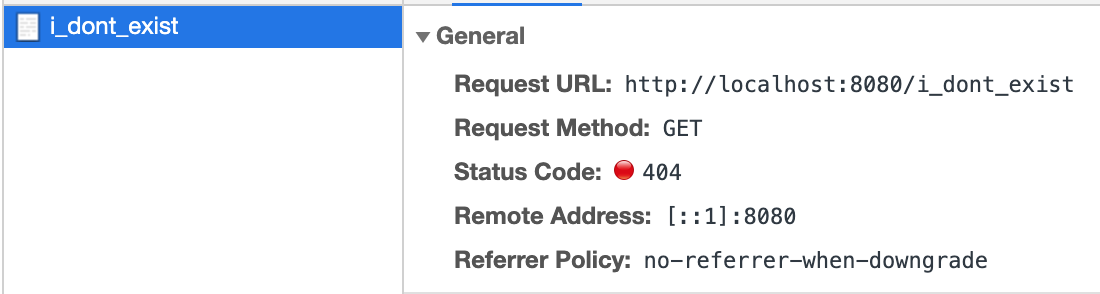 i_dont_exist
General
Request URL: http://localhost:8080/i_dont_exist
Request Method: GET
Status Code: 404
Remote Address: [::1]:8080
Referrer Policy: no-referrer-when-downgrade